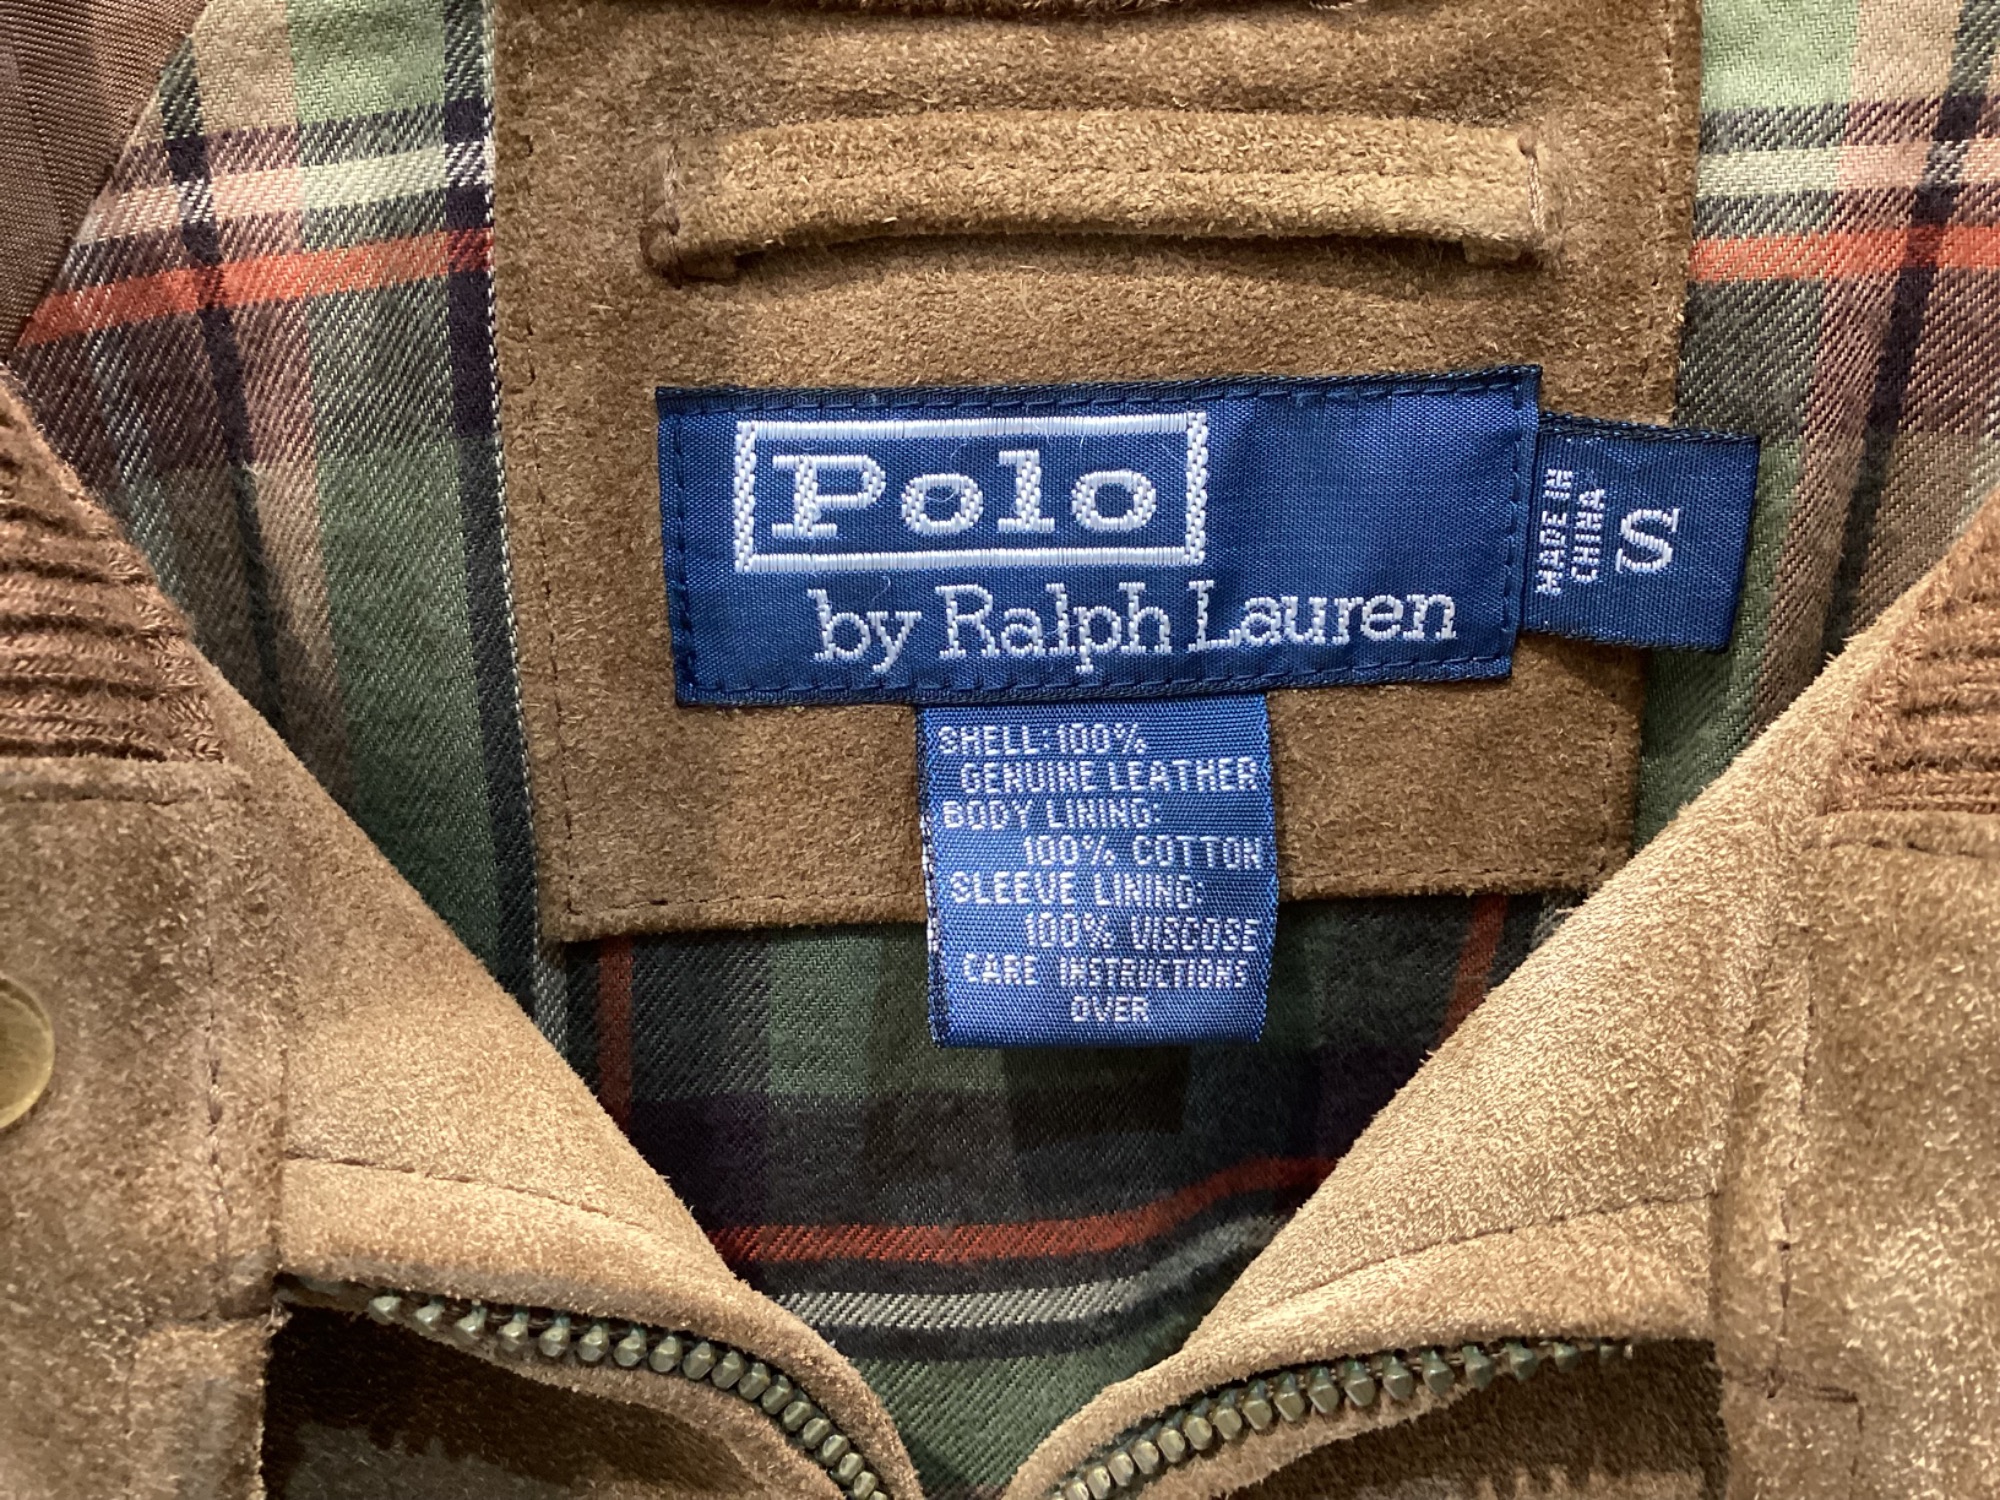 Polo
by Ralph Lauren
MADE IN
CHINA
S
SHELL: 100%
GENUINE LEATHER
BODY LINING:
100% COTTON
SLEEVE LINING:
100% VISCOSE
CARE INSTRUCTIONS
OVER